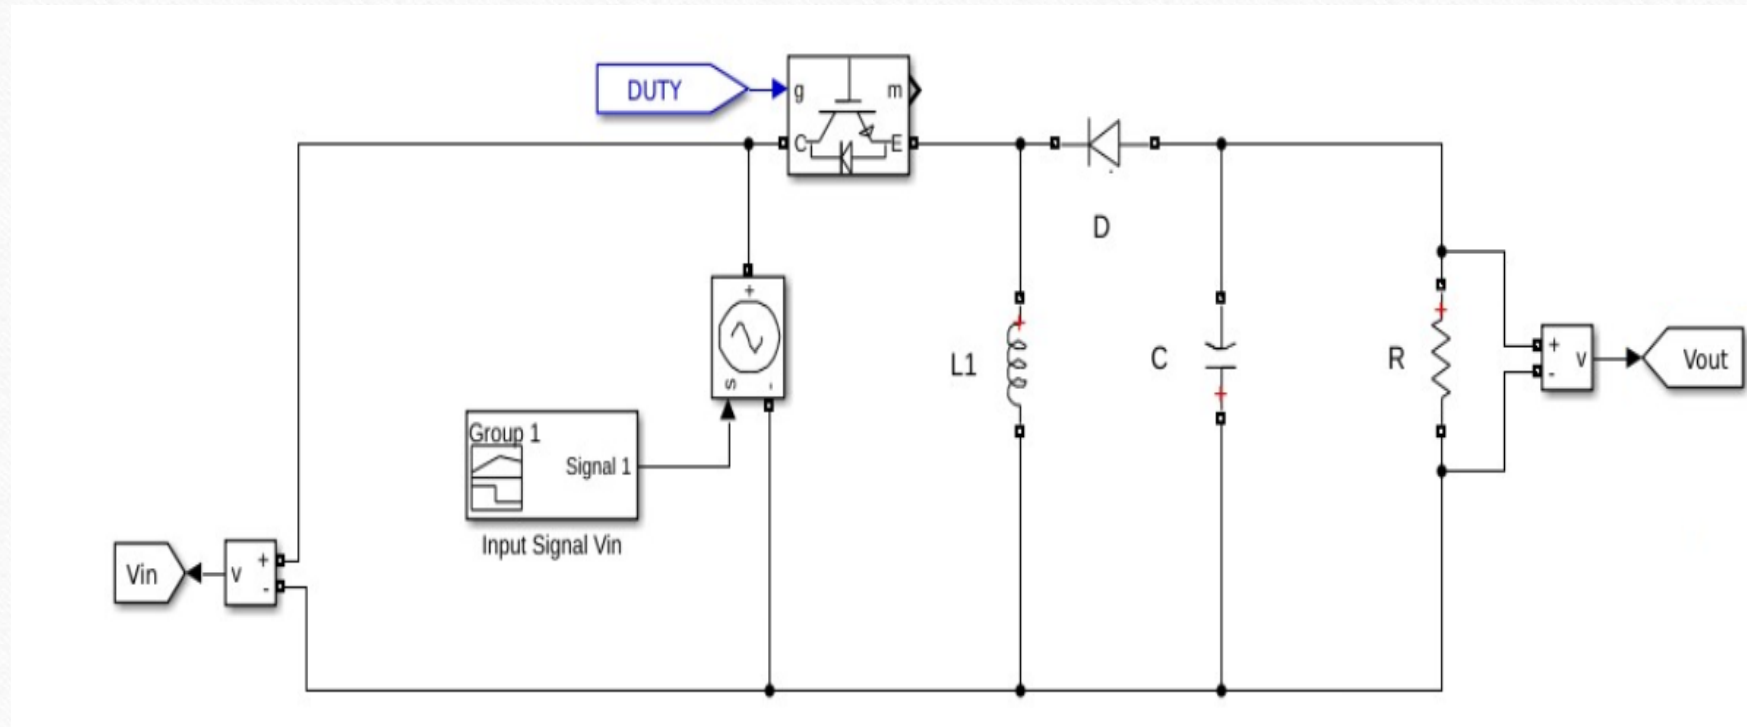 DUTY
g
m
C
E
D
+
s
-
L1
C
+
R
+
+
-
v
Vout
Group 1
Signal 1
Input Signal Vin
Vin
v
+
-